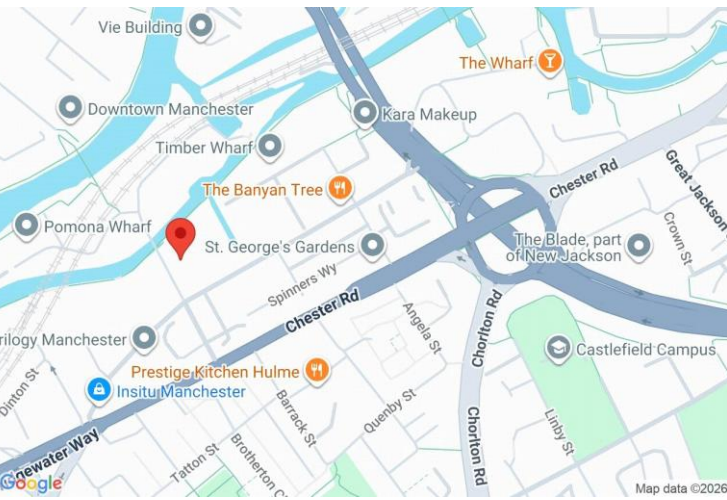 Vie Building
The Wharf
Downtown Manchester
Kara Makeup
Timber Wharf
Chester Rd
Great Jackson
The Banyan Tree
Crown St
Pomona Wharf
St. George's Gardens
The Blade, part
of New Jackson
Spinners Wy
Chester Rd
Angela St
Chorlton Rd
rilogy Manchester
Castlefield Campus
Prestige Kitchen Hulme
Insitu Manchester
Dinton St
Barrack St
Quenby St
Linby St
Chorlton Rd
gewater Way
Tatton St
Brotherton
Google
Map data ©2026